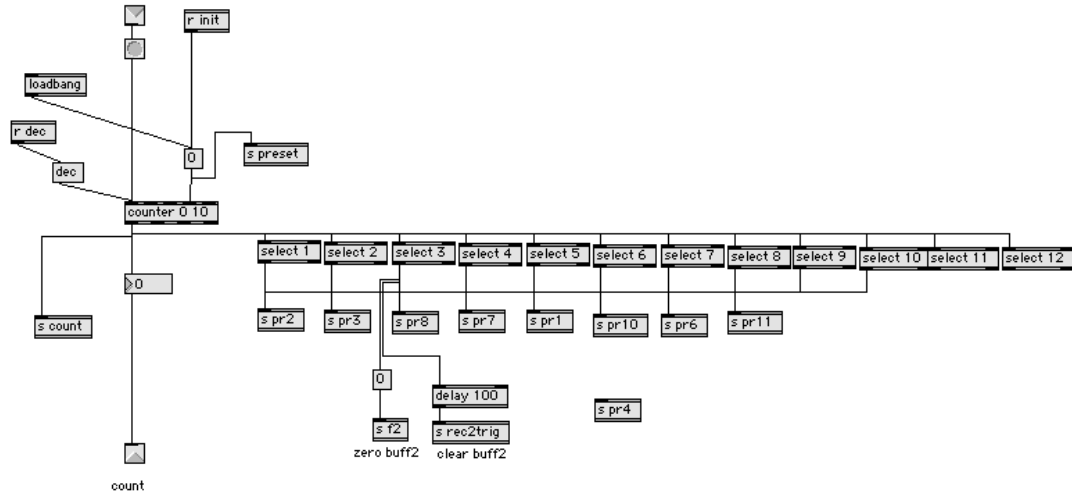 r init
loadbang
r dec
0
s preset
dec
counter 0 10
select 1
select 2
select 3
select 4
select 5
select 6
select 7
select 8
select 9
select 10
select 11
select 12
0
s count
s pr2
s pr3
s pr8
s pr7
s pr1
s pr10
s pr6
s pr11
0
delay 100
s pr4
s f2
s rec2trig
zero buff2
clear buff2
count